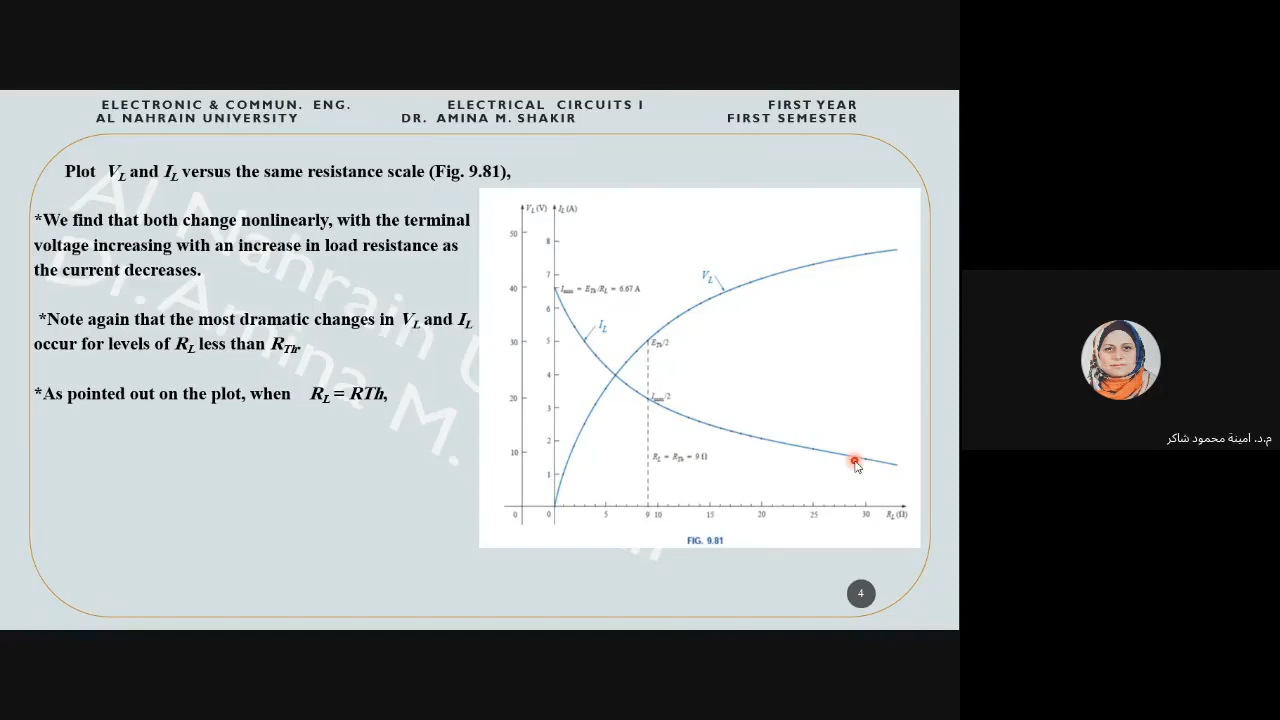 ELECTRONIC & COMMUN. ENG. ELECTRICAL CIRCUITS I FIRST YEAR
AL NAHRAIN UNIVERSITY DR. AMINA M. SHAKIR FIRST SEMESTER
Plot VL and IL versus the same resistance scale (Fig. 9.81),
*We find that both change nonlinearly, with the terminal
voltage increasing with an increase in load resistance as
the current decreases.
*Note again that the most dramatic changes in VL and IL
occur for levels of RL less than RTh.
*As pointed out on the plot, when RL = RTh,
VL (V) IL (A)
50
8
7
40
Imax = ETh/RL = 6.67 A
6
VL
IL
5
30
ETh/2
4
20
Imax/2
3
2
10
RL = RTh = 9 Ω
1
0 0 5 9 10 15 20 25 30 RL (Ω)
FIG. 9.81
4
Al Nahrain U
Dr. Amina M.
م.د. امينة محمود شاكر